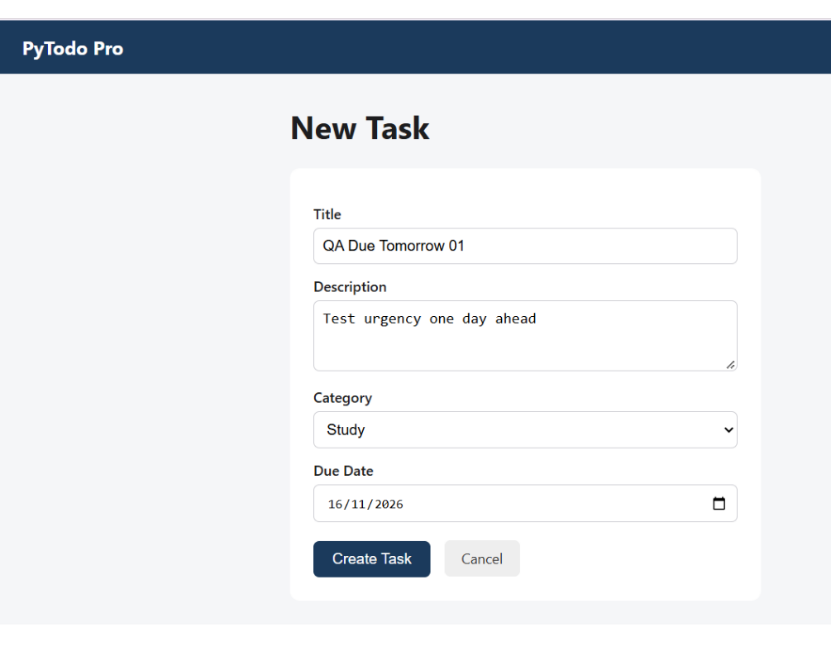 PyTodo Pro
New Task
Title
QA Due Tomorrow 01
Description
Test urgency one day ahead
Category
Study
Due Date
16/11/2026
Create Task
Cancel